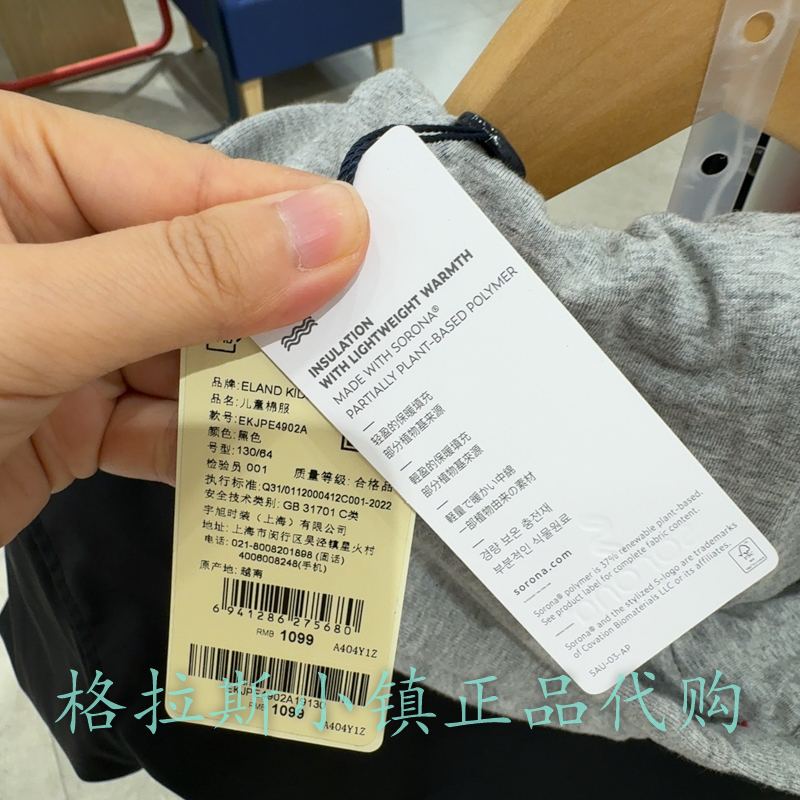 品牌: ELAND KID
品名: 儿童棉服
款号: EKJPE4902A
颜色: 黑色
号型: 130/64
检验员 001 质量等级: 合格品
执行标准: Q31/0112000412C001-2022
安全技术类别: GB 31701 C类
宇旭时装（上海）有限公司
地址: 上海市闵行区吴泾镇星火村
电话: 021-8008201898 (固话)
4006008248(手机)
原产地: 越南
6941286275680
RMB 1099 A404Y1Z
RMB 1099 A404Y1Z
INSULATION
WITH LIGHTWEIGHT WARMTH
MADE WITH SORONA®
PARTIALLY PLANT-BASED POLYMER
轻盈的保暖填充
部分植物基来源
輕盈的保暖填充
部分植物基來源
軽量で暖かい中綿
一部植物由来の素材
경량 보온 충전재
부분적인 식물원료
sorona.com
Sorona® polymer is 37% renewable plant-based.
See product label for complete fabric content.
Sorona® and the stylized S-logo are trademarks
of Covation Biomaterials LLC or its affiliates.
SAU-03-AP
格拉斯小镇正品代购